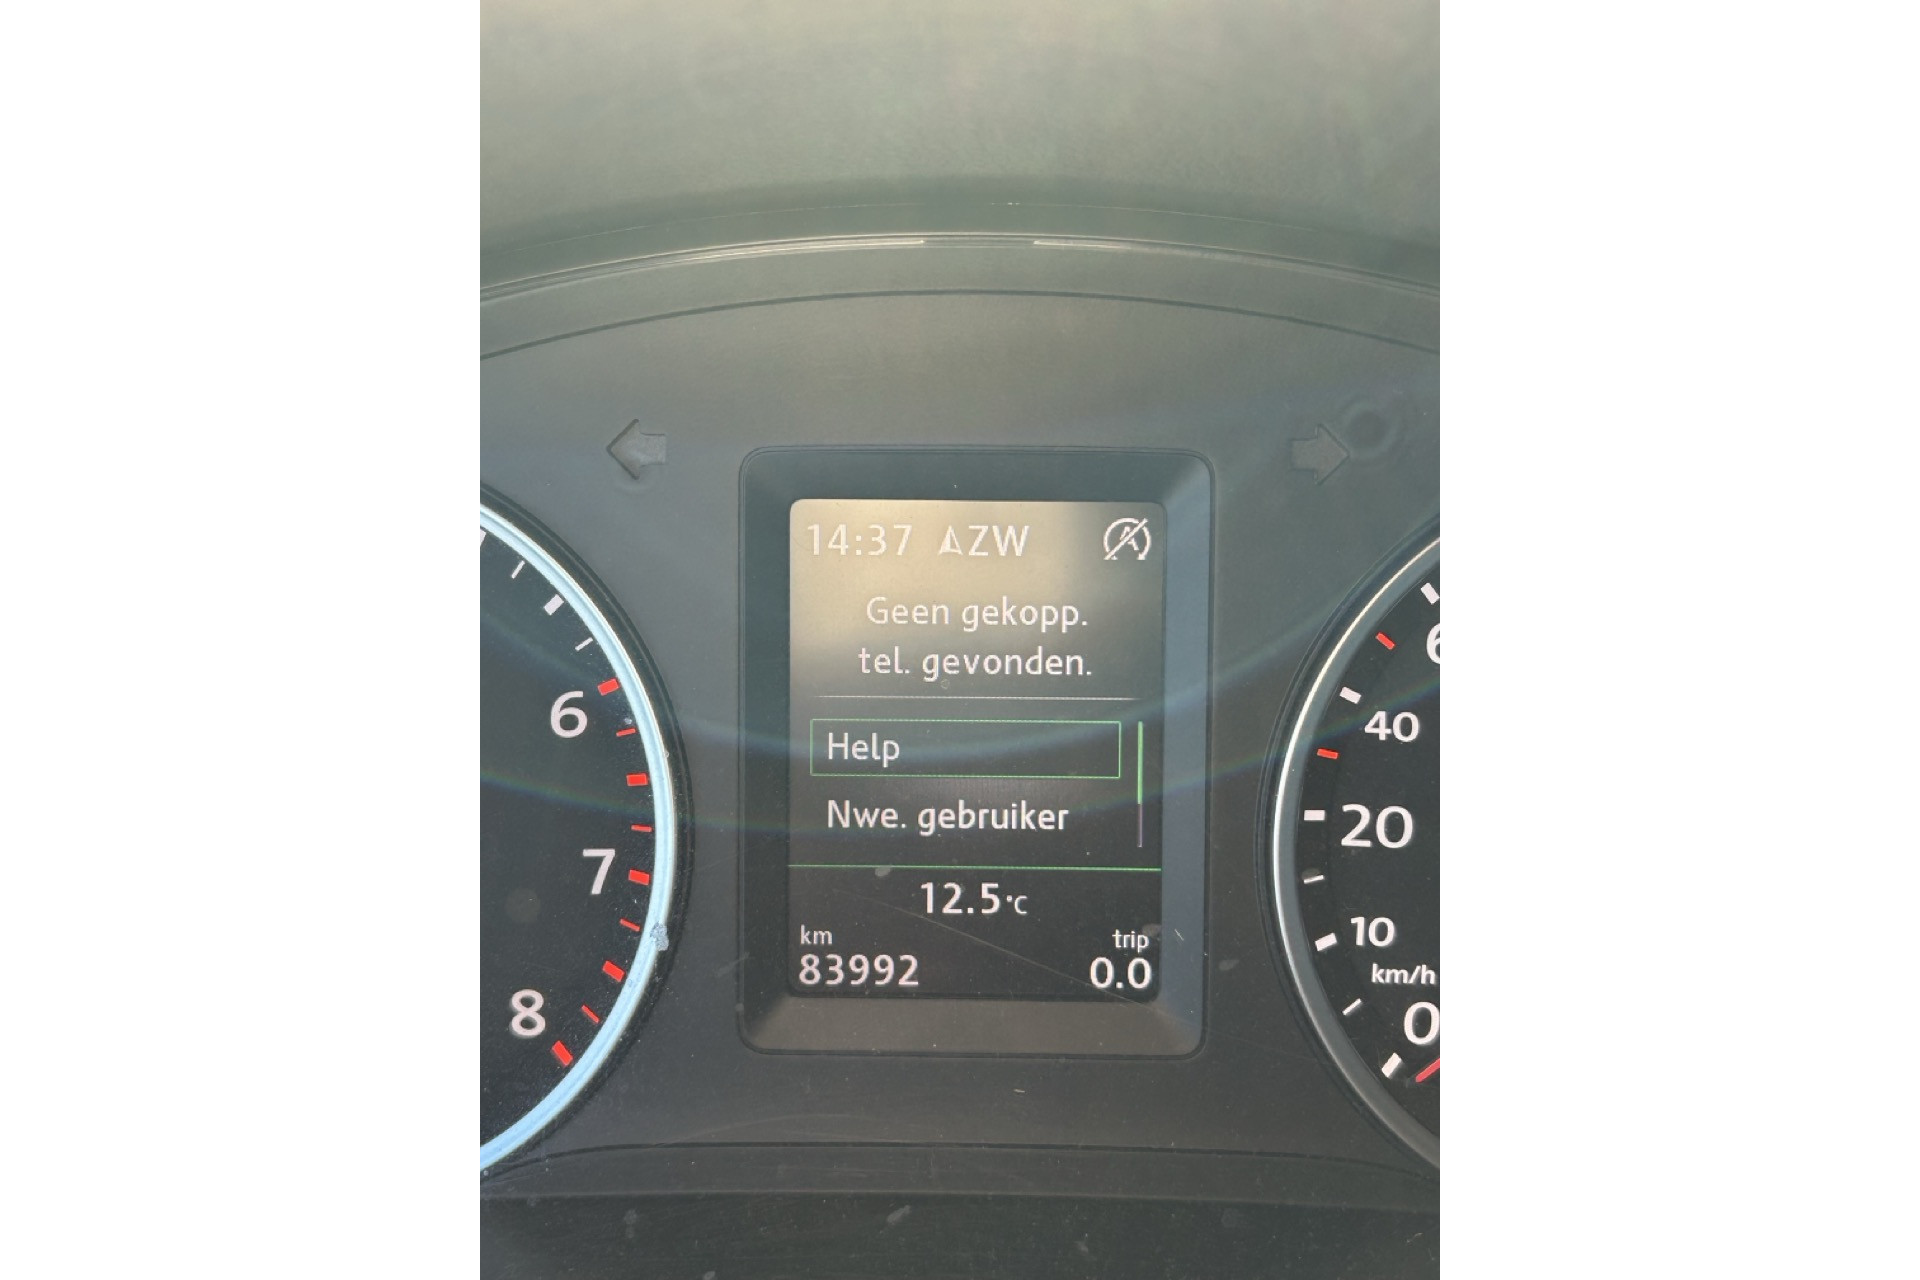 14:37 ZW
Geen gekopp.
tel. gevonden.
Help
Nwe. gebruiker
12.5°C
km
trip
83992
0.0
6
7
8
40
20
10
km/h
0